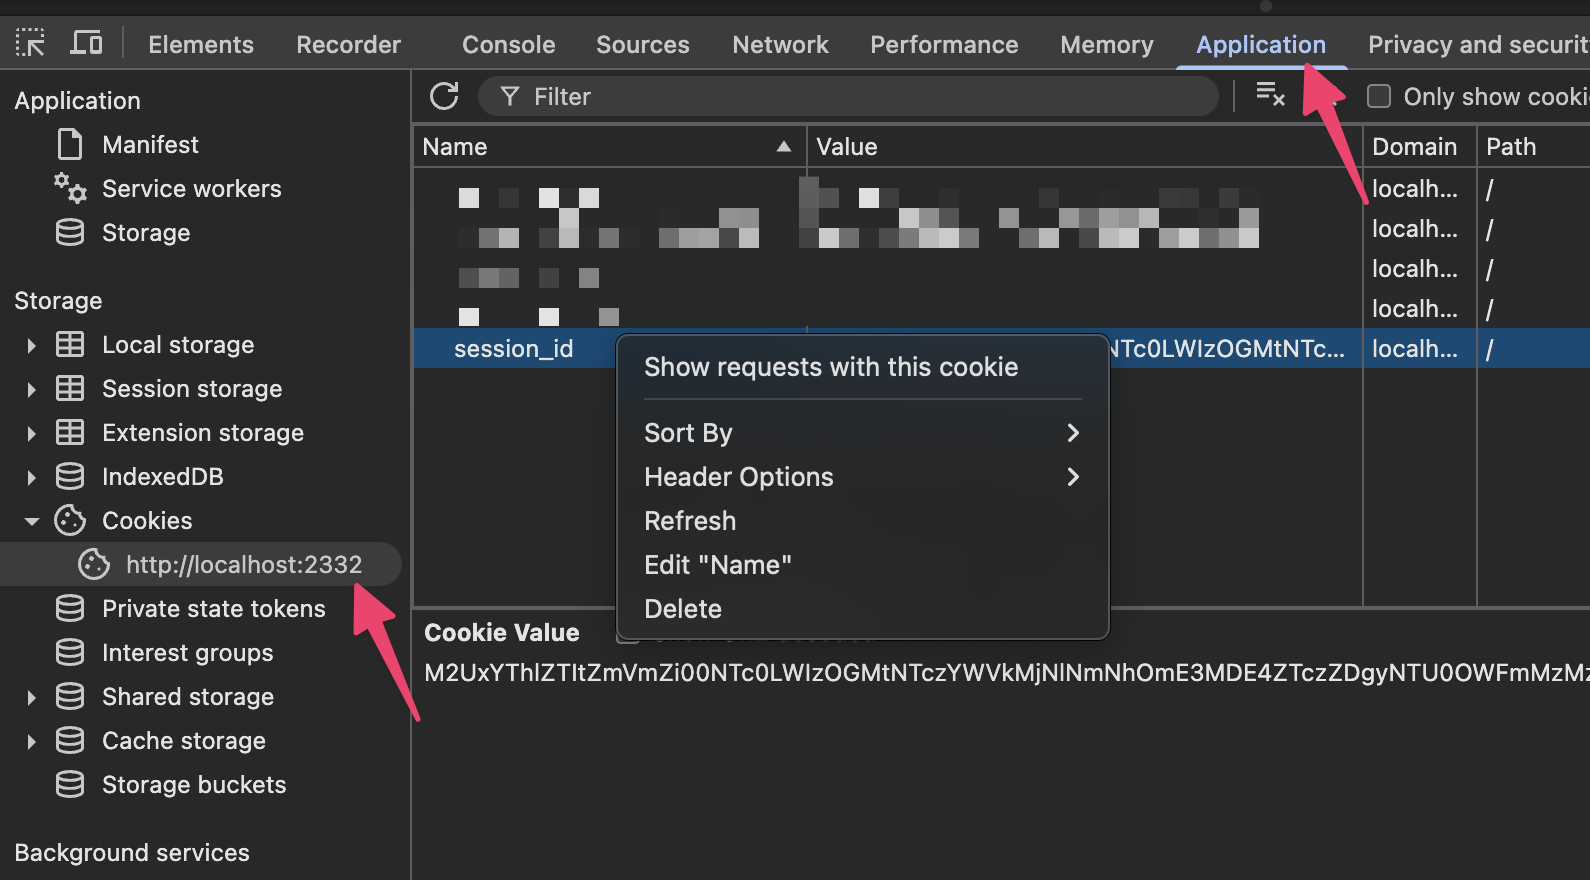 Elements Recorder Console Sources Network Performance Memory Application Privacy and securit
Application
Manifest
Service workers
Storage
Storage
Local storage
Session storage
Extension storage
IndexedDB
Cookies
http://localhost:2332
Private state tokens
Interest groups
Shared storage
Cache storage
Storage buckets
Background services
Filter Only show cooki
Name Value Domain Path
localh... /
localh... /
localh... /
localh... /
session_id NTc0LWIzOGMtNTc... localh... /
Show requests with this cookie
Sort By
Header Options
Refresh
Edit "Name"
Delete
Cookie Value
M2UxYThlZTItZmVmZi00NTc0LWIzOGMtNTczYWVkMjNlNmNhOmE3MDE4ZTczZDgyNTU0OWFmMzMz